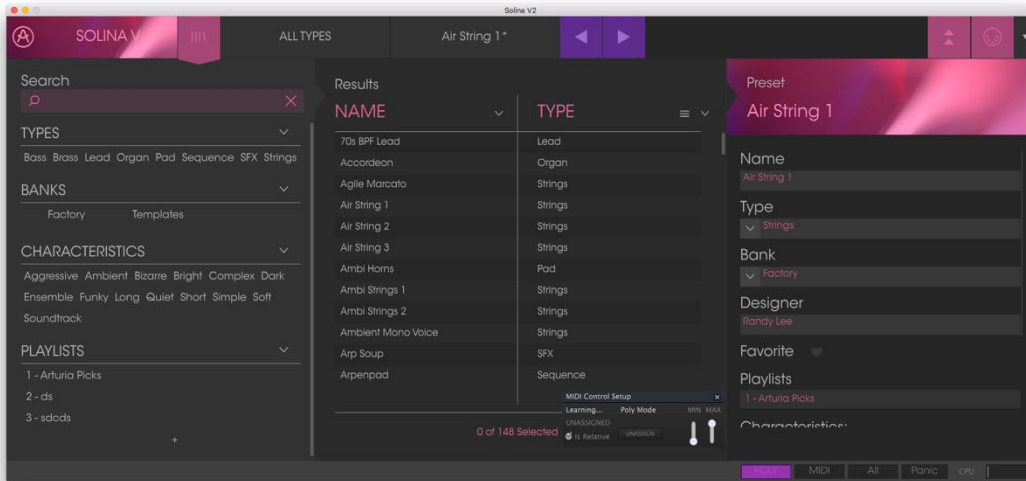 Solina V2
SOLINA V
ALL TYPES
Air String 1*
Search
TYPES
Bass Brass Lead Organ Pad Sequence SFX Strings
BANKS
Factory Templates
CHARACTERISTICS
Aggressive Ambient Bizarre Bright Complex Dark
Ensemble Funky Long Quiet Short Simple Soft
Soundtrack
PLAYLISTS
1 - Arturia Picks
2 - ds
3 - sdcds
+
Results
NAME TYPE
70s BPF Lead Lead
Accordeon Organ
Agile Marcato Strings
Air String 1 Strings
Air String 2 Strings
Air String 3 Strings
Ambi Horns Pad
Ambi Strings 1 Strings
Ambi Strings 2 Strings
Ambient Mono Voice Strings
Arp Soup SFX
Arpenpad Sequence
0 of 148 Selected
MIDI Control Setup x
Learning... Poly Mode MIN MAX
UNASSIGNED
Is Relative UNASSIGN
Preset
Air String 1
Name
Air String 1
Type
Strings
Bank
Factory
Designer
Randy Lee
Favorite
Playlists
1 - Arturia Picks
Characteristics:
POLY MIDI All Panic CPU